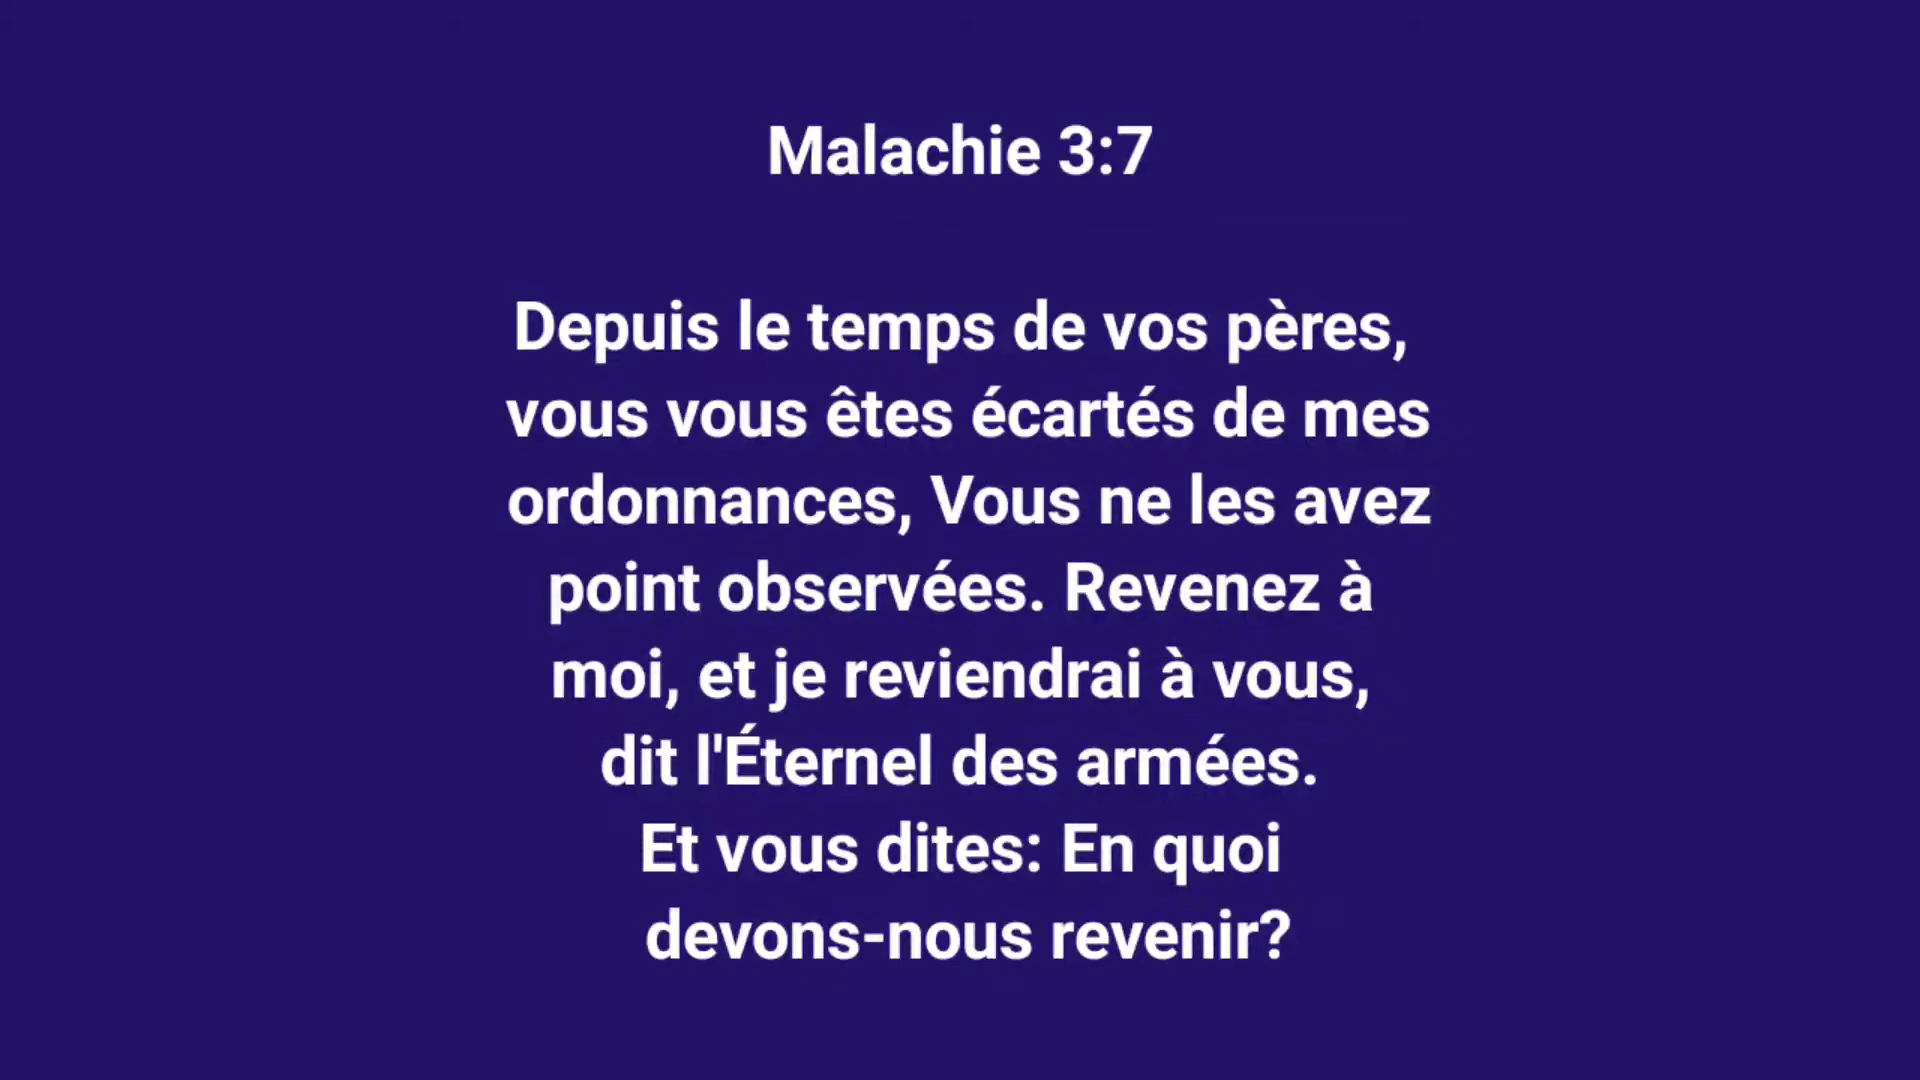 Malachie 3:7
Depuis le temps de vos pères,
vous vous êtes écartés de mes
ordonnances, Vous ne les avez
point observées. Revenez à
moi, et je reviendrai à vous,
dit l'Éternel des armées.
Et vous dites: En quoi
devons-nous revenir?